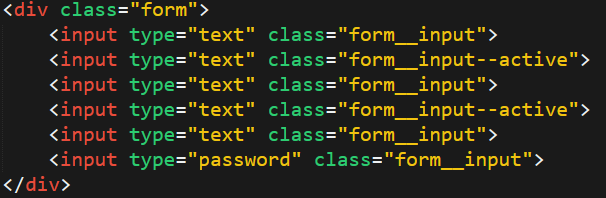 <div class="form">
    <input type="text" class="form__input">
    <input type="text" class="form__input--active">
    <input type="text" class="form__input">
    <input type="text" class="form__input--active">
    <input type="text" class="form__input">
    <input type="password" class="form__input">
</div>